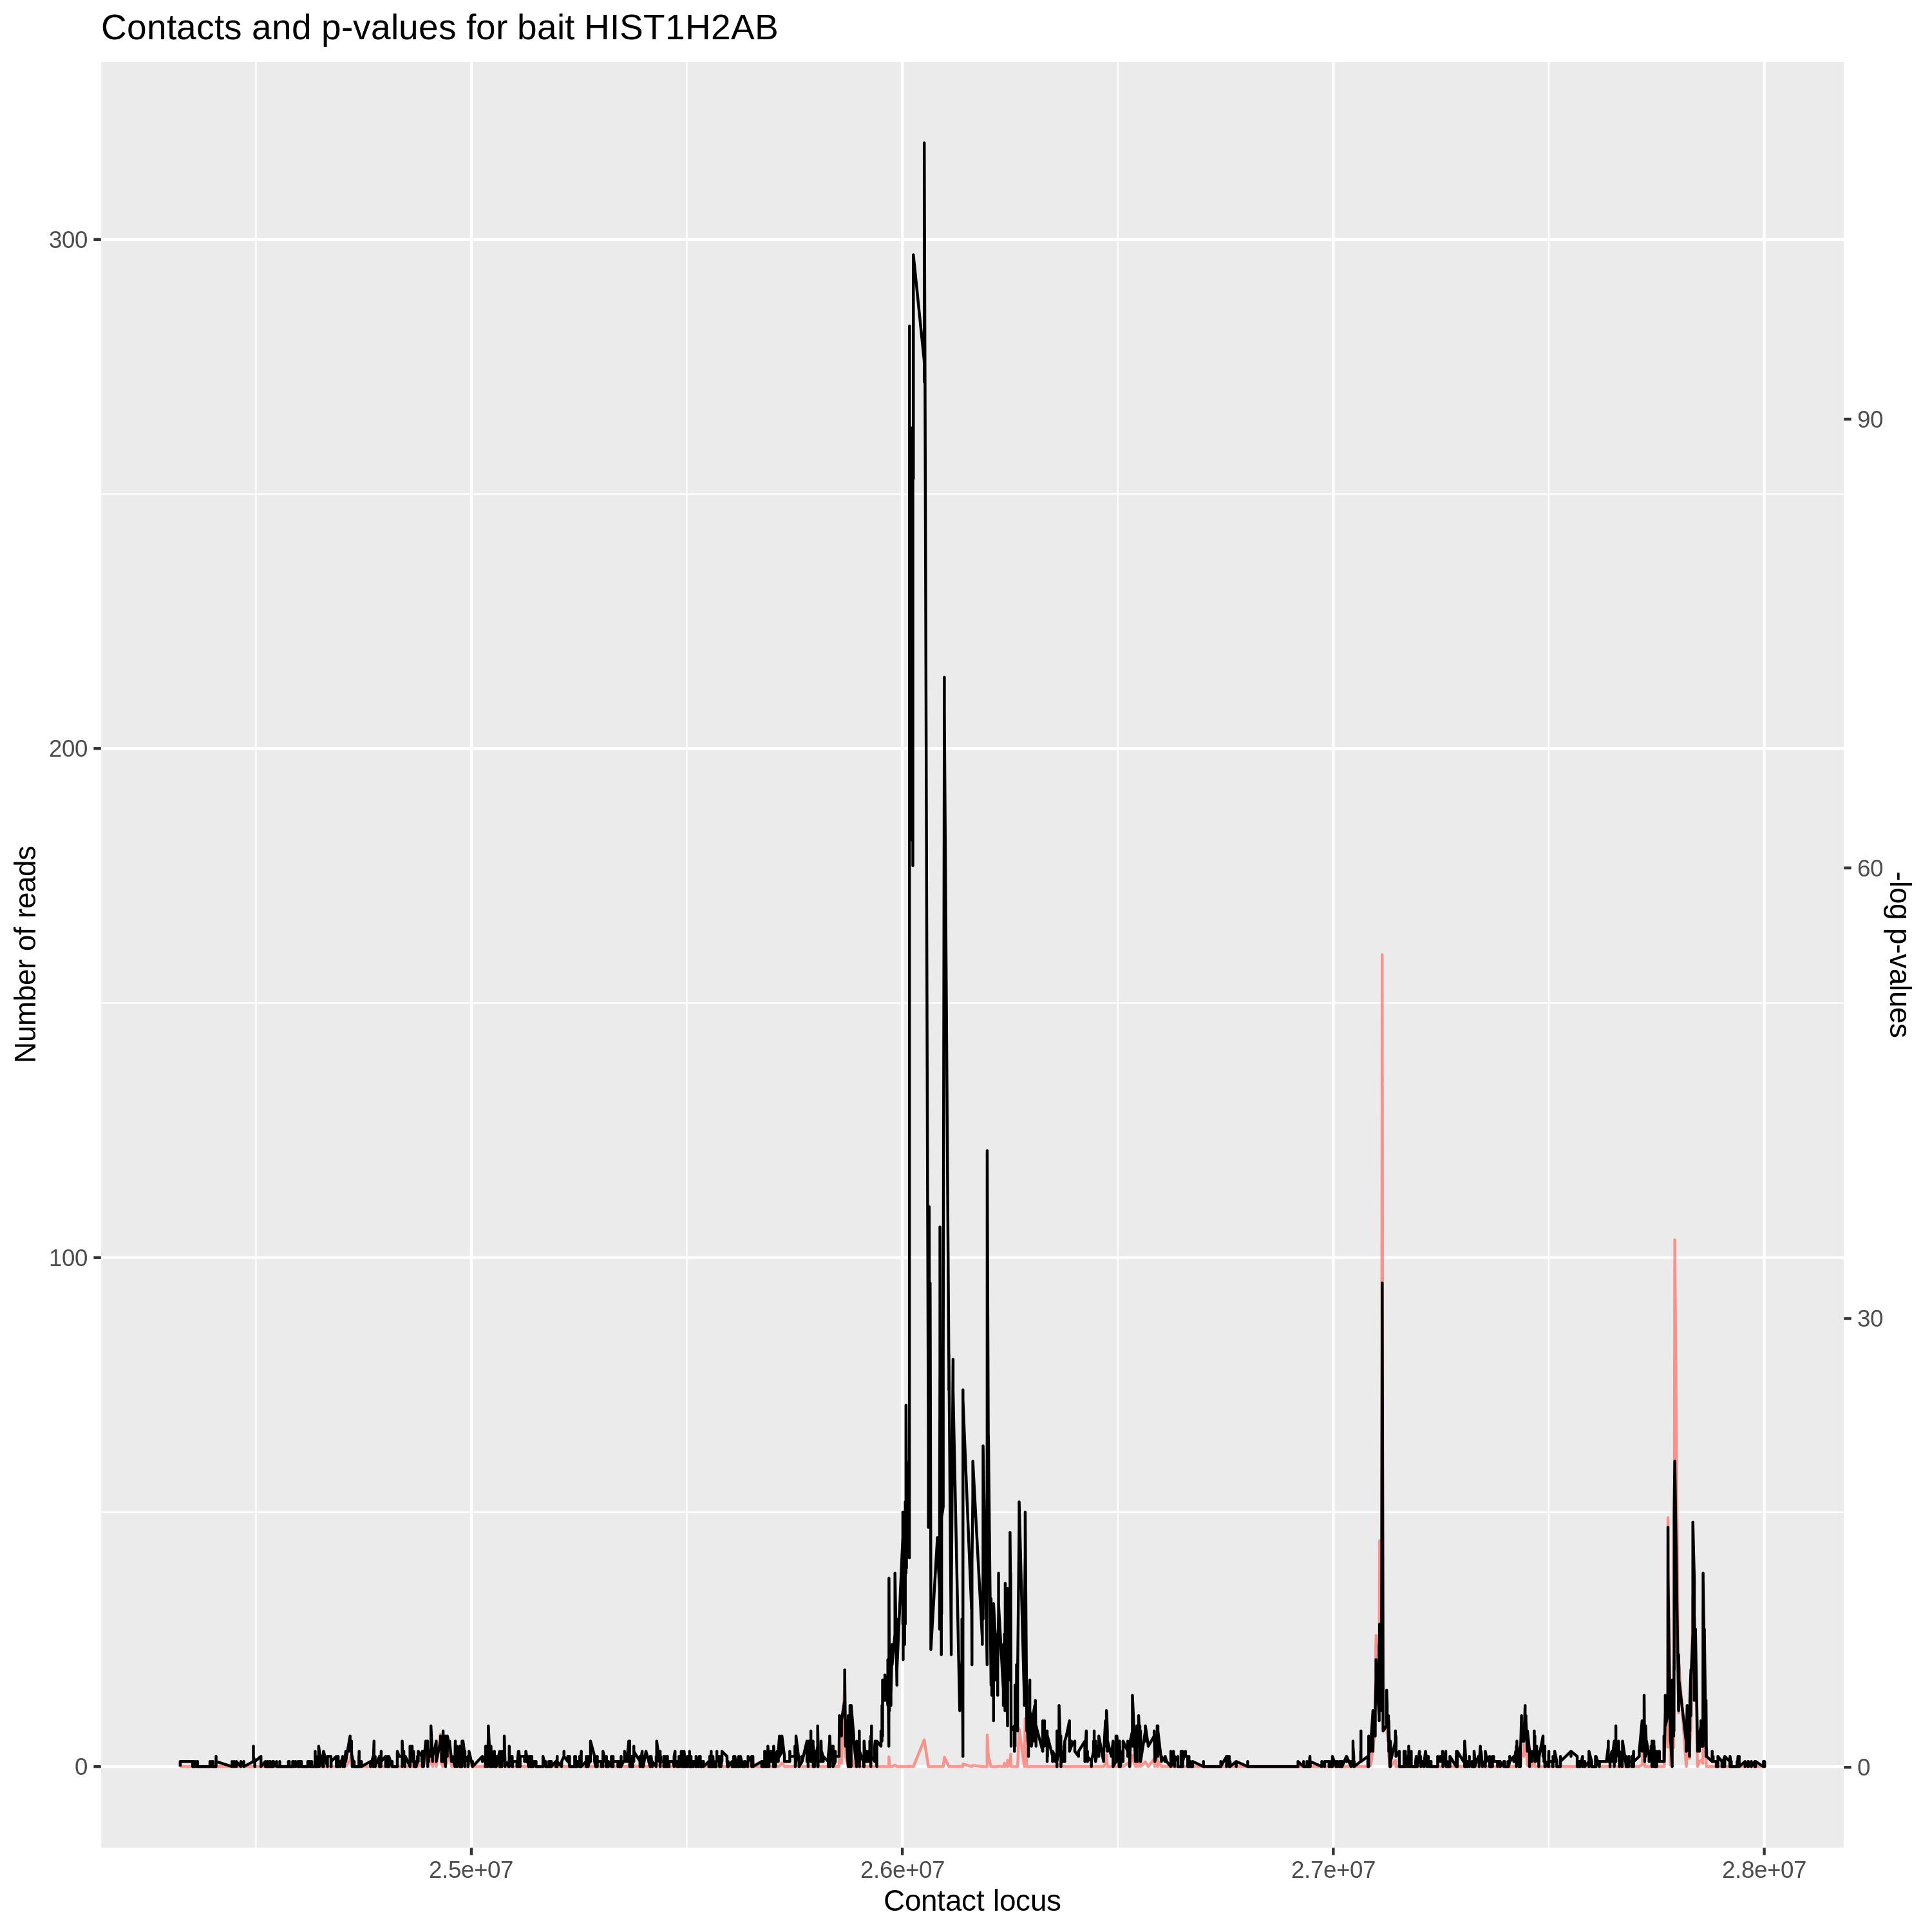 Contacts and p-values for bait HIST1H2AB
300
200
100
0
Number of reads
90
60
30
0
-log p-values
2.5e+07
2.6e+07
2.7e+07
2.8e+07
Contact locus